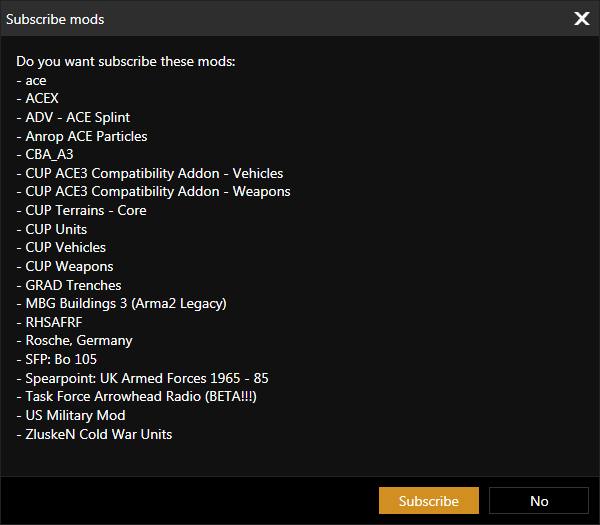 Subscribe mods
Do you want subscribe these mods:
- ace
- ACEX
- ADV - ACE Splint
- Anrop ACE Particles
- CBA_A3
- CUP ACE3 Compatibility Addon - Vehicles
- CUP ACE3 Compatibility Addon - Weapons
- CUP Terrains - Core
- CUP Units
- CUP Vehicles
- CUP Weapons
- GRAD Trenches
- MBG Buildings 3 (Arma2 Legacy)
- RHSAFRF
- Rosche, Germany
- SFP: Bo 105
- Spearpoint: UK Armed Forces 1965 - 85
- Task Force Arrowhead Radio (BETA!!!)
- US Military Mod
- ZluskeN Cold War Units
Subscribe
No